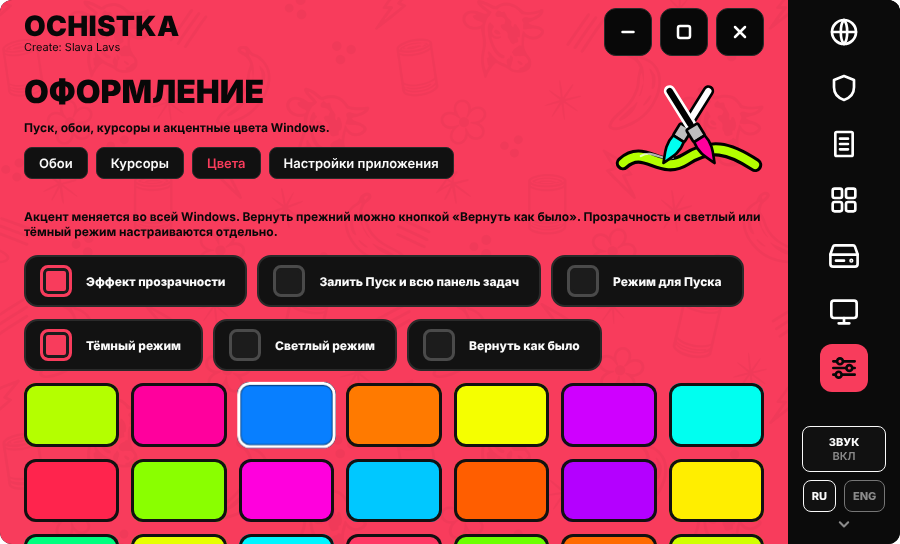 OCHISTKA
Create: Slava Lavs
ОФОРМЛЕНИЕ
Пуск, обои, курсоры и акцентные цвета Windows.
Обои
Курсоры
Цвета
Настройки приложения
Акцент меняется во всей Windows. Вернуть прежний можно кнопкой «Вернуть как было». Прозрачность и светлый или
тёмный режим настраиваются отдельно.
Эффект прозрачности
Залить Пуск и всю панель задач
Режим для Пуска
Тёмный режим
Светлый режим
Вернуть как было
ЗВУК
ВКЛ
RU
ENG